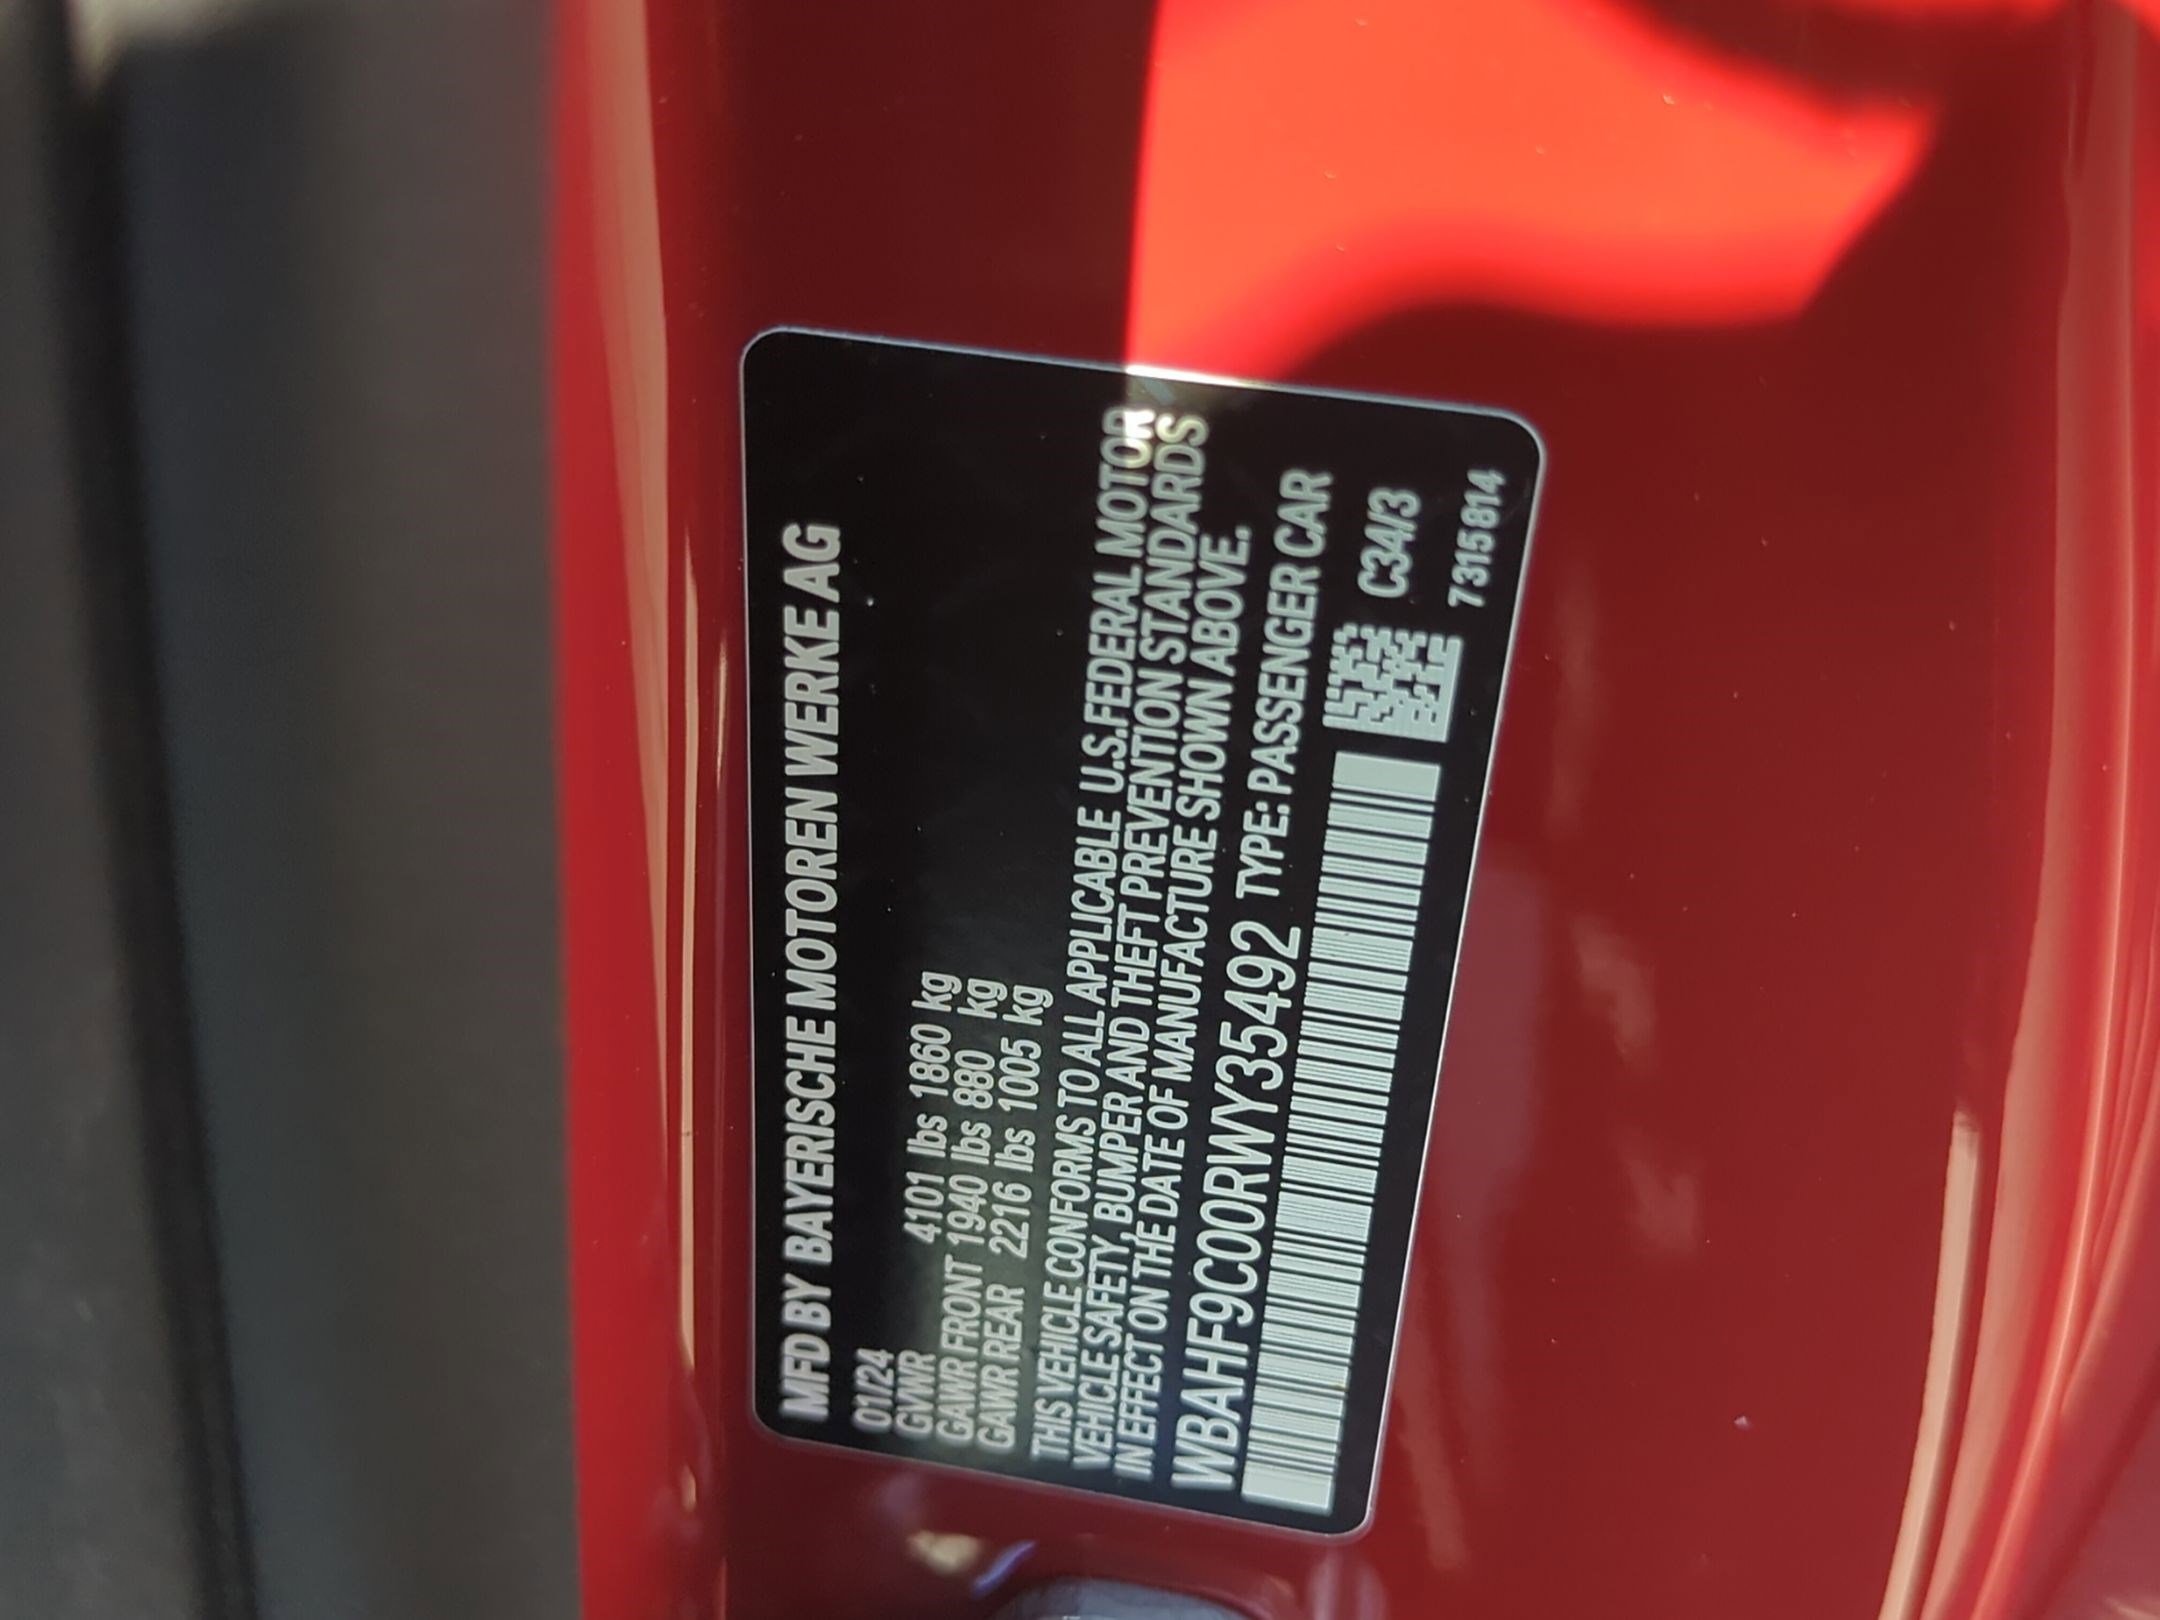 MFD BY BAYERISCHE MOTOREN WERKE AG
01/24
GVWR 4101 lbs 1860 kg
GAWR FRONT 1940 lbs 880 kg
GAWR REAR 2216 lbs 1005 kg
THIS VEHICLE CONFORMS TO ALL APPLICABLE U.S.FEDERAL MOTOR
VEHICLE SAFETY, BUMPER AND THEFT PREVENTION STANDARDS
IN EFFECT ON THE DATE OF MANUFACTURE SHOWN ABOVE.
WBAHF9C00RWY35492 TYPE: PASSENGER CAR
C34/3
7315814